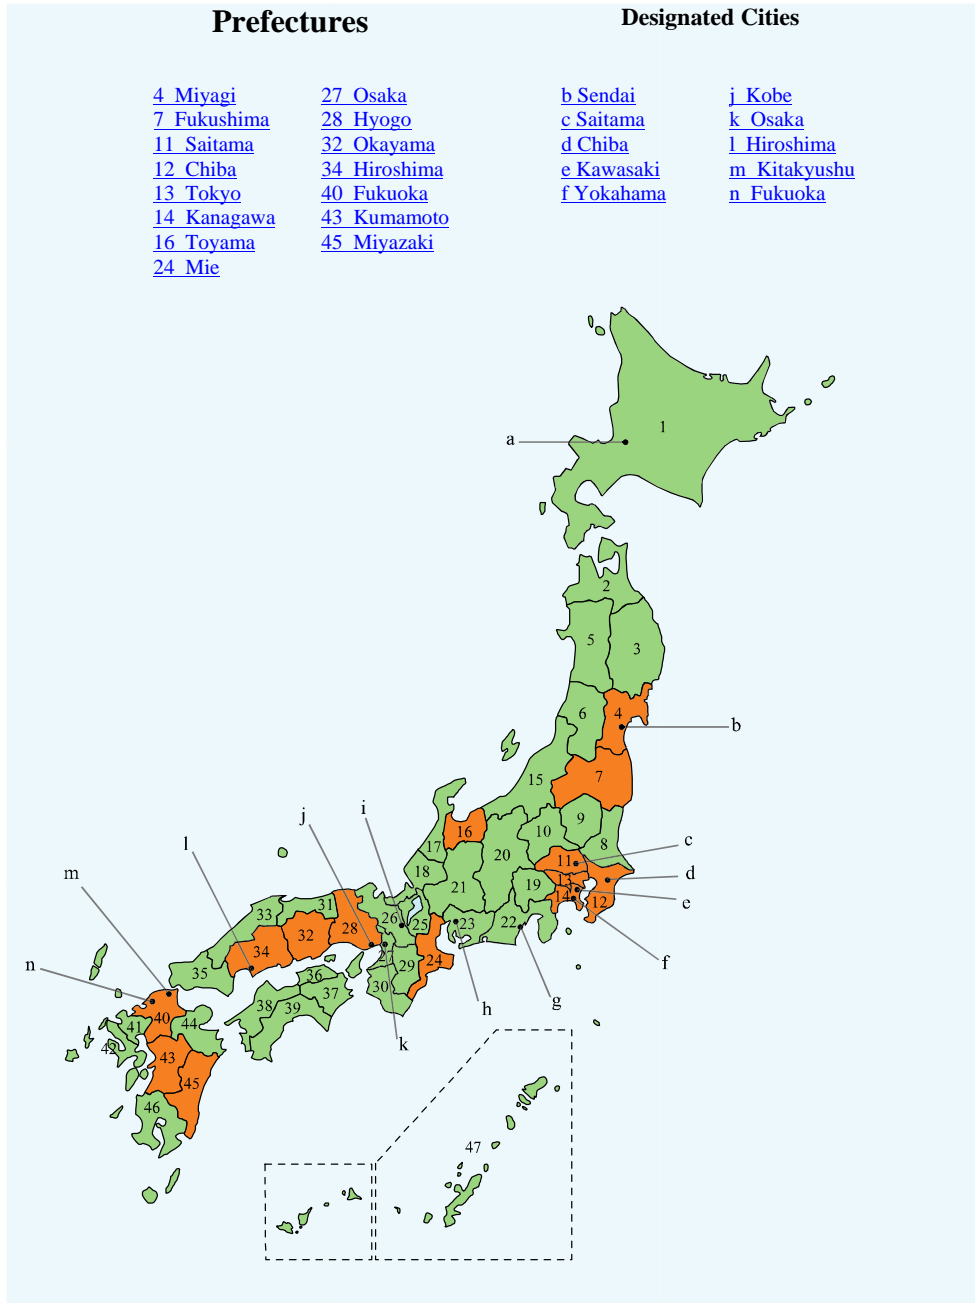 Prefectures
Designated Cities
4 Miyagi
7 Fukushima
11 Saitama
12 Chiba
13 Tokyo
14 Kanagawa
16 Toyama
24 Mie
27 Osaka
28 Hyogo
32 Okayama
34 Hiroshima
40 Fukuoka
43 Kumamoto
45 Miyazaki
b Sendai
c Saitama
d Chiba
e Kawasaki
f Yokahama
j Kobe
k Osaka
l Hiroshima
m Kitakyushu
n Fukuoka
1
a
2
5
3
6
4
b
7
15
9
10
8
i
j
16
17
c
l
20
11
18
m
19
13
d
21
14
12
e
31
33
26
25
23
22
28
32
34
27
24
f
n
35
29
36
30
37
38
39
h
g
40
44
41
k
42
43
45
46
47